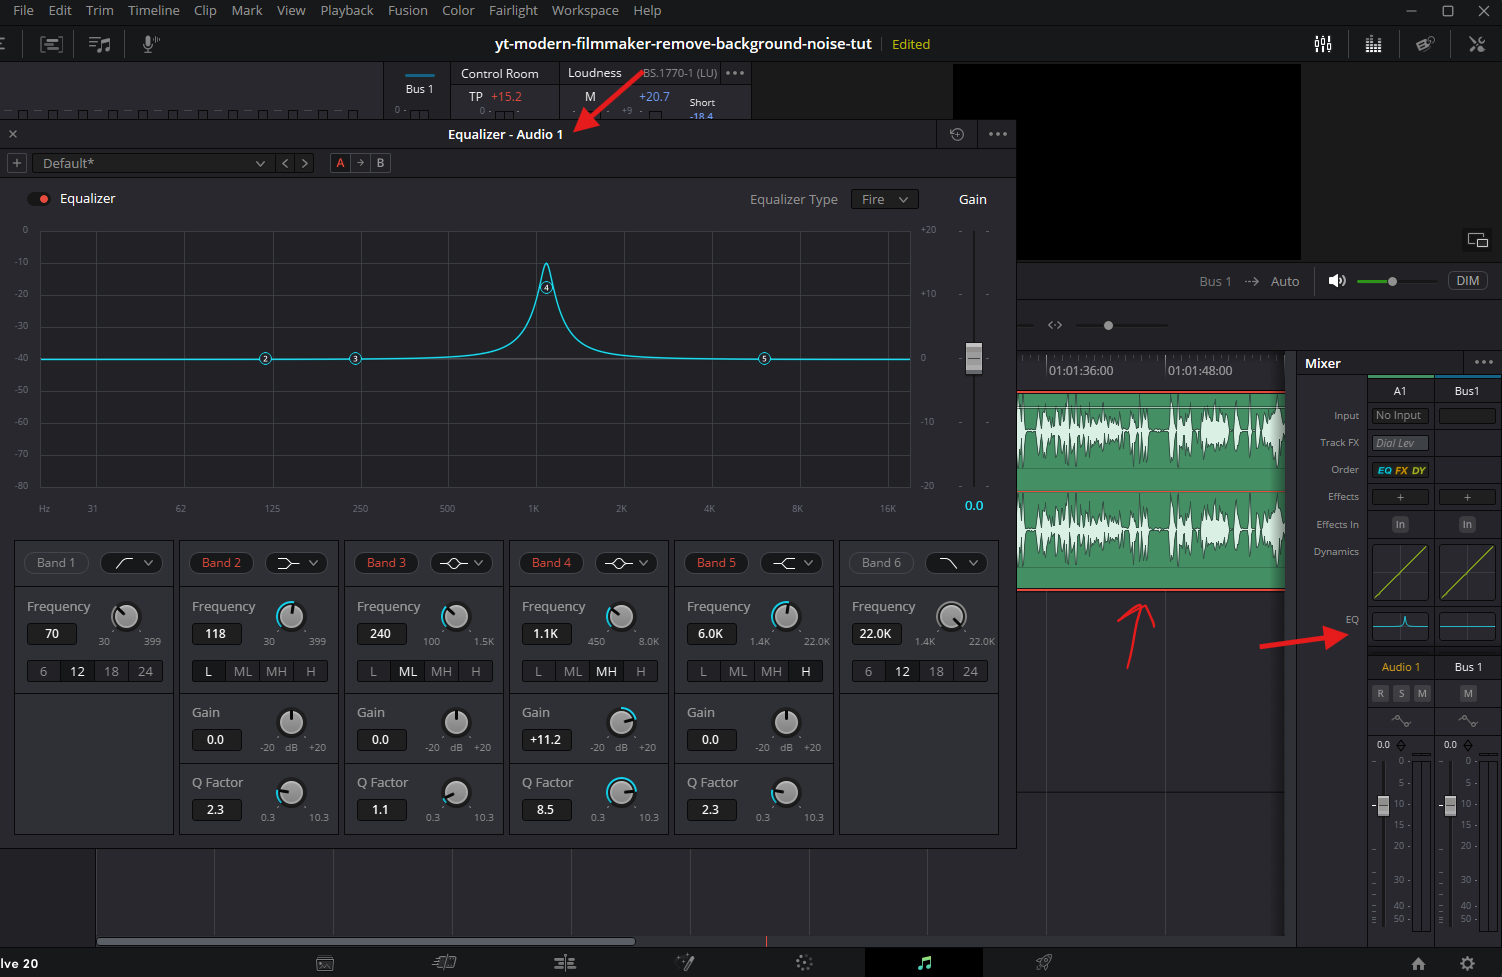 File Edit Trim Timeline Clip Mark View Playback Fusion Color Fairlight Workspace Help
yt-modern-filmmaker-remove-background-noise-tut Edited
Bus 1
Control Room
TP +15.2
0
Loudness BS.1770-1 (LU)
M +20.7
+9
Short
-18.4
0
Equalizer - Audio 1
Default*
A B
Equalizer
Equalizer Type Fire
Gain
0 -10 -20 -30 -40 -50 -60 -70 -80
2 3 4 5
+20 +10 0 -10 -20
Hz 31 62 125 250 500 1K 2K 4K 8K 16K
0.0
Band 1
Frequency
70
30 399
6 12 18 24
Band 2
Frequency
118
30 399
L ML MH H
Gain
0.0
-20 dB +20
Q Factor
2.3
0.3 10.3
Band 3
Frequency
240
100 1.5K
L ML MH H
Gain
0.0
-20 dB +20
Q Factor
1.1
0.3 10.3
Band 4
Frequency
1.1K
450 8.0K
L ML MH H
Gain
+11.2
-20 dB +20
Q Factor
8.5
0.3 10.3
Band 5
Frequency
6.0K
1.4K 22.0K
L ML MH H
Gain
0.0
-20 dB +20
Q Factor
2.3
0.3 10.3
Band 6
Frequency
22.0K
1.4K 22.0K
6 12 18 24
Bus 1 Auto
DIM
01:01:36:00 01:01:48:00
Mixer
A1 Bus1
Input No Input
Track FX Dial Lev
Order EQ FX DY
Effects + +
Effects In In In
Dynamics
EQ
Audio 1 Bus 1
R S M M
0.0 0.0
0 0
5 5
10 10
15 15
20 20
30 30
40 40
50 50
lve 20